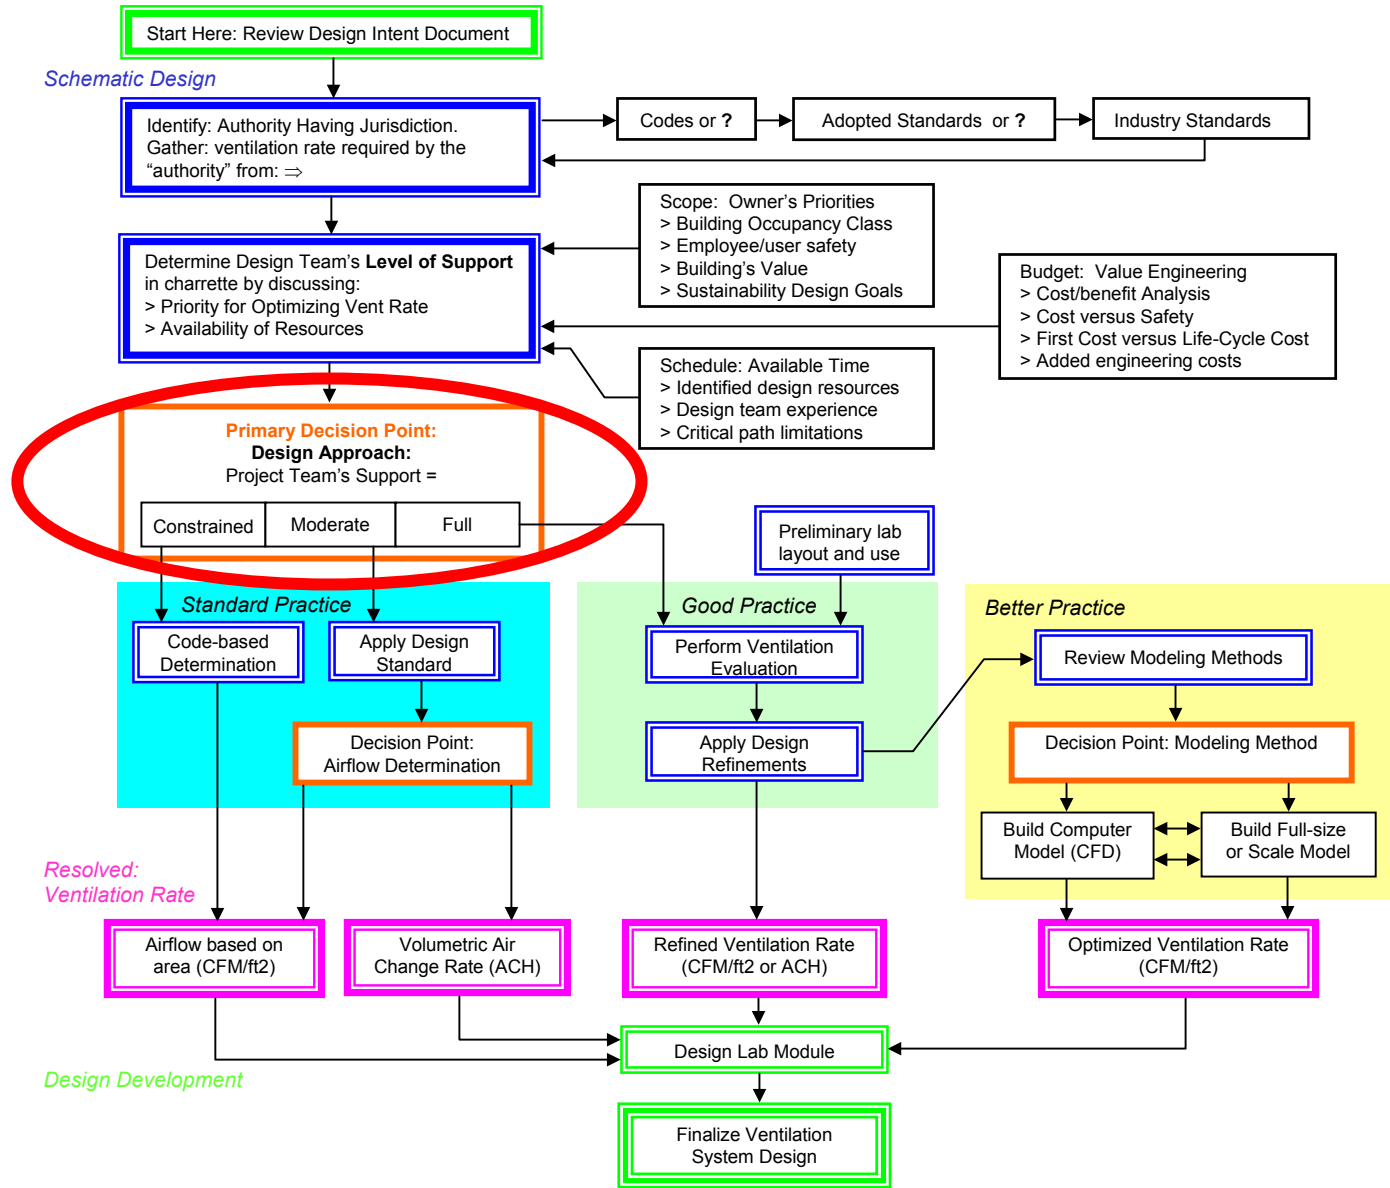 Start Here: Review Design Intent Document
Schematic Design
Identify: Authority Having Jurisdiction.
Gather: ventilation rate required by the
“authority” from: ⇒
Codes or ?
Adopted Standards or ?
Industry Standards
Scope: Owner’s Priorities
> Building Occupancy Class
> Employee/user safety
> Building’s Value
> Sustainability Design Goals
Determine Design Team’s Level of Support
in charrette by discussing:
> Priority for Optimizing Vent Rate
> Availability of Resources
Budget: Value Engineering
> Cost/benefit Analysis
> Cost versus Safety
> First Cost versus Life-Cycle Cost
> Added engineering costs
Schedule: Available Time
> Identified design resources
> Design team experience
> Critical path limitations
Primary Decision Point:
Design Approach:
Project Team’s Support =
Constrained
Moderate
Full
Preliminary lab
layout and use
Standard Practice
Good Practice
Better Practice
Code-based
Determination
Apply Design
Standard
Perform Ventilation
Evaluation
Review Modeling Methods
Decision Point:
Airflow Determination
Apply Design
Refinements
Decision Point: Modeling Method
Build Computer
Model (CFD)
Build Full-size
or Scale Model
Resolved:
Ventilation Rate
Airflow based on
area (CFM/ft2)
Volumetric Air
Change Rate (ACH)
Refined Ventilation Rate
(CFM/ft2 or ACH)
Optimized Ventilation Rate
(CFM/ft2)
Design Lab Module
Design Development
Finalize Ventilation
System Design